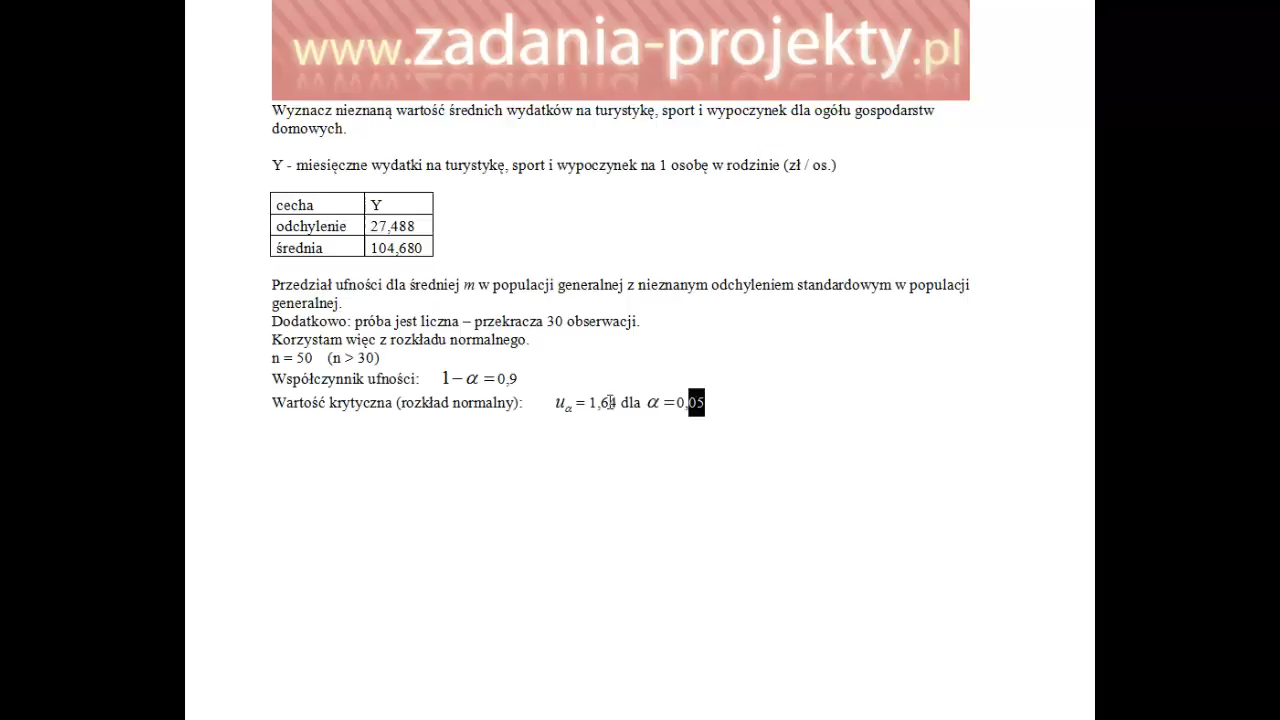 www.zadania-projekty.pl
Wyznacz nieznaną wartość średnich wydatków na turystykę, sport i wypoczynek dla ogółu gospodarstw
domowych.
Y - miesięczne wydatki na turystykę, sport i wypoczynek na 1 osobę w rodzinie (zł / os.)
cecha Y
odchylenie 27,488
średnia 104,680
Przedział ufności dla średniej m w populacji generalnej z nieznanym odchyleniem standardowym w populacji
generalnej.
Dodatkowo: próba jest liczna – przekracza 30 obserwacji.
Korzystam więc z rozkładu normalnego.
n = 50 (n > 30)
Współczynnik ufności: 1− α = 0,9
Wartość krytyczna (rozkład normalny): uα = 1,64 dla α = 0,05